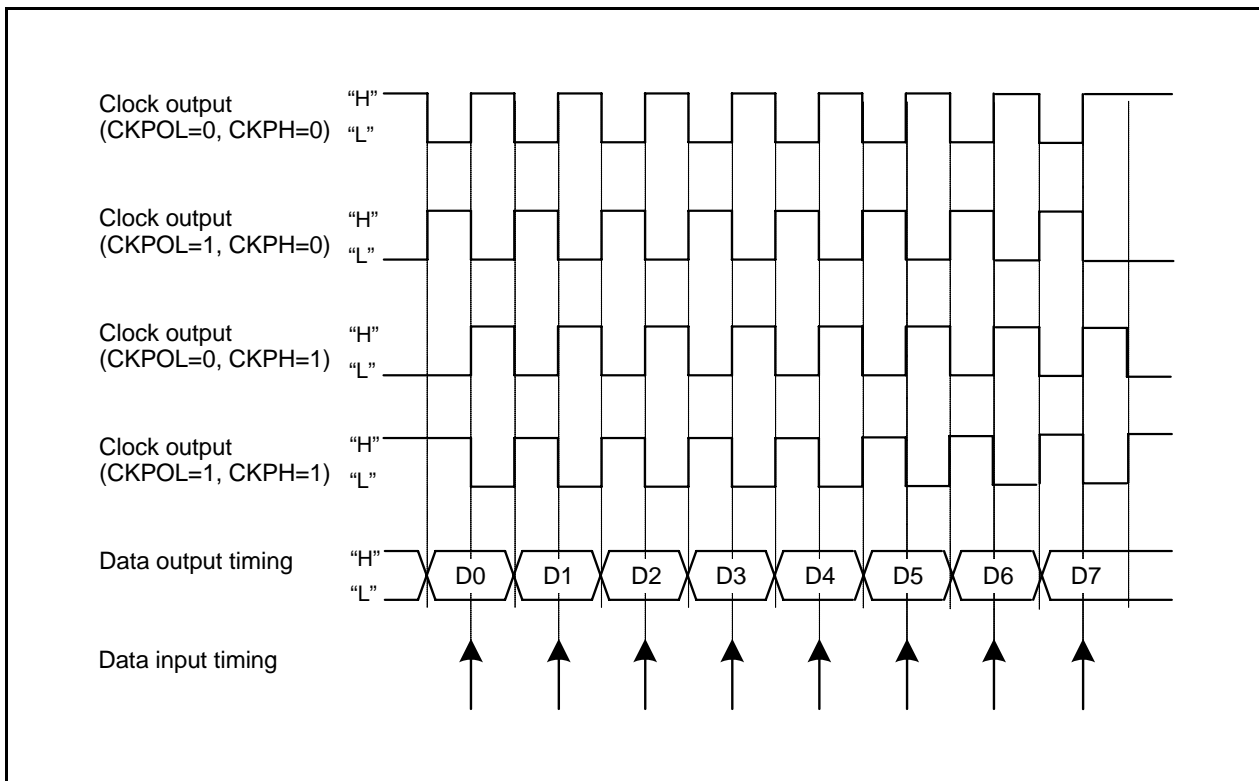 Clock output
(CKPOL=0, CKPH=0)
“H”
“L”
Clock output
(CKPOL=1, CKPH=0)
“H”
“L”
Clock output
(CKPOL=0, CKPH=1)
“H”
“L”
Clock output
(CKPOL=1, CKPH=1)
“H”
“L”
Data output timing
“H”
“L”
D0 D1 D2 D3 D4 D5 D6 D7
Data input timing